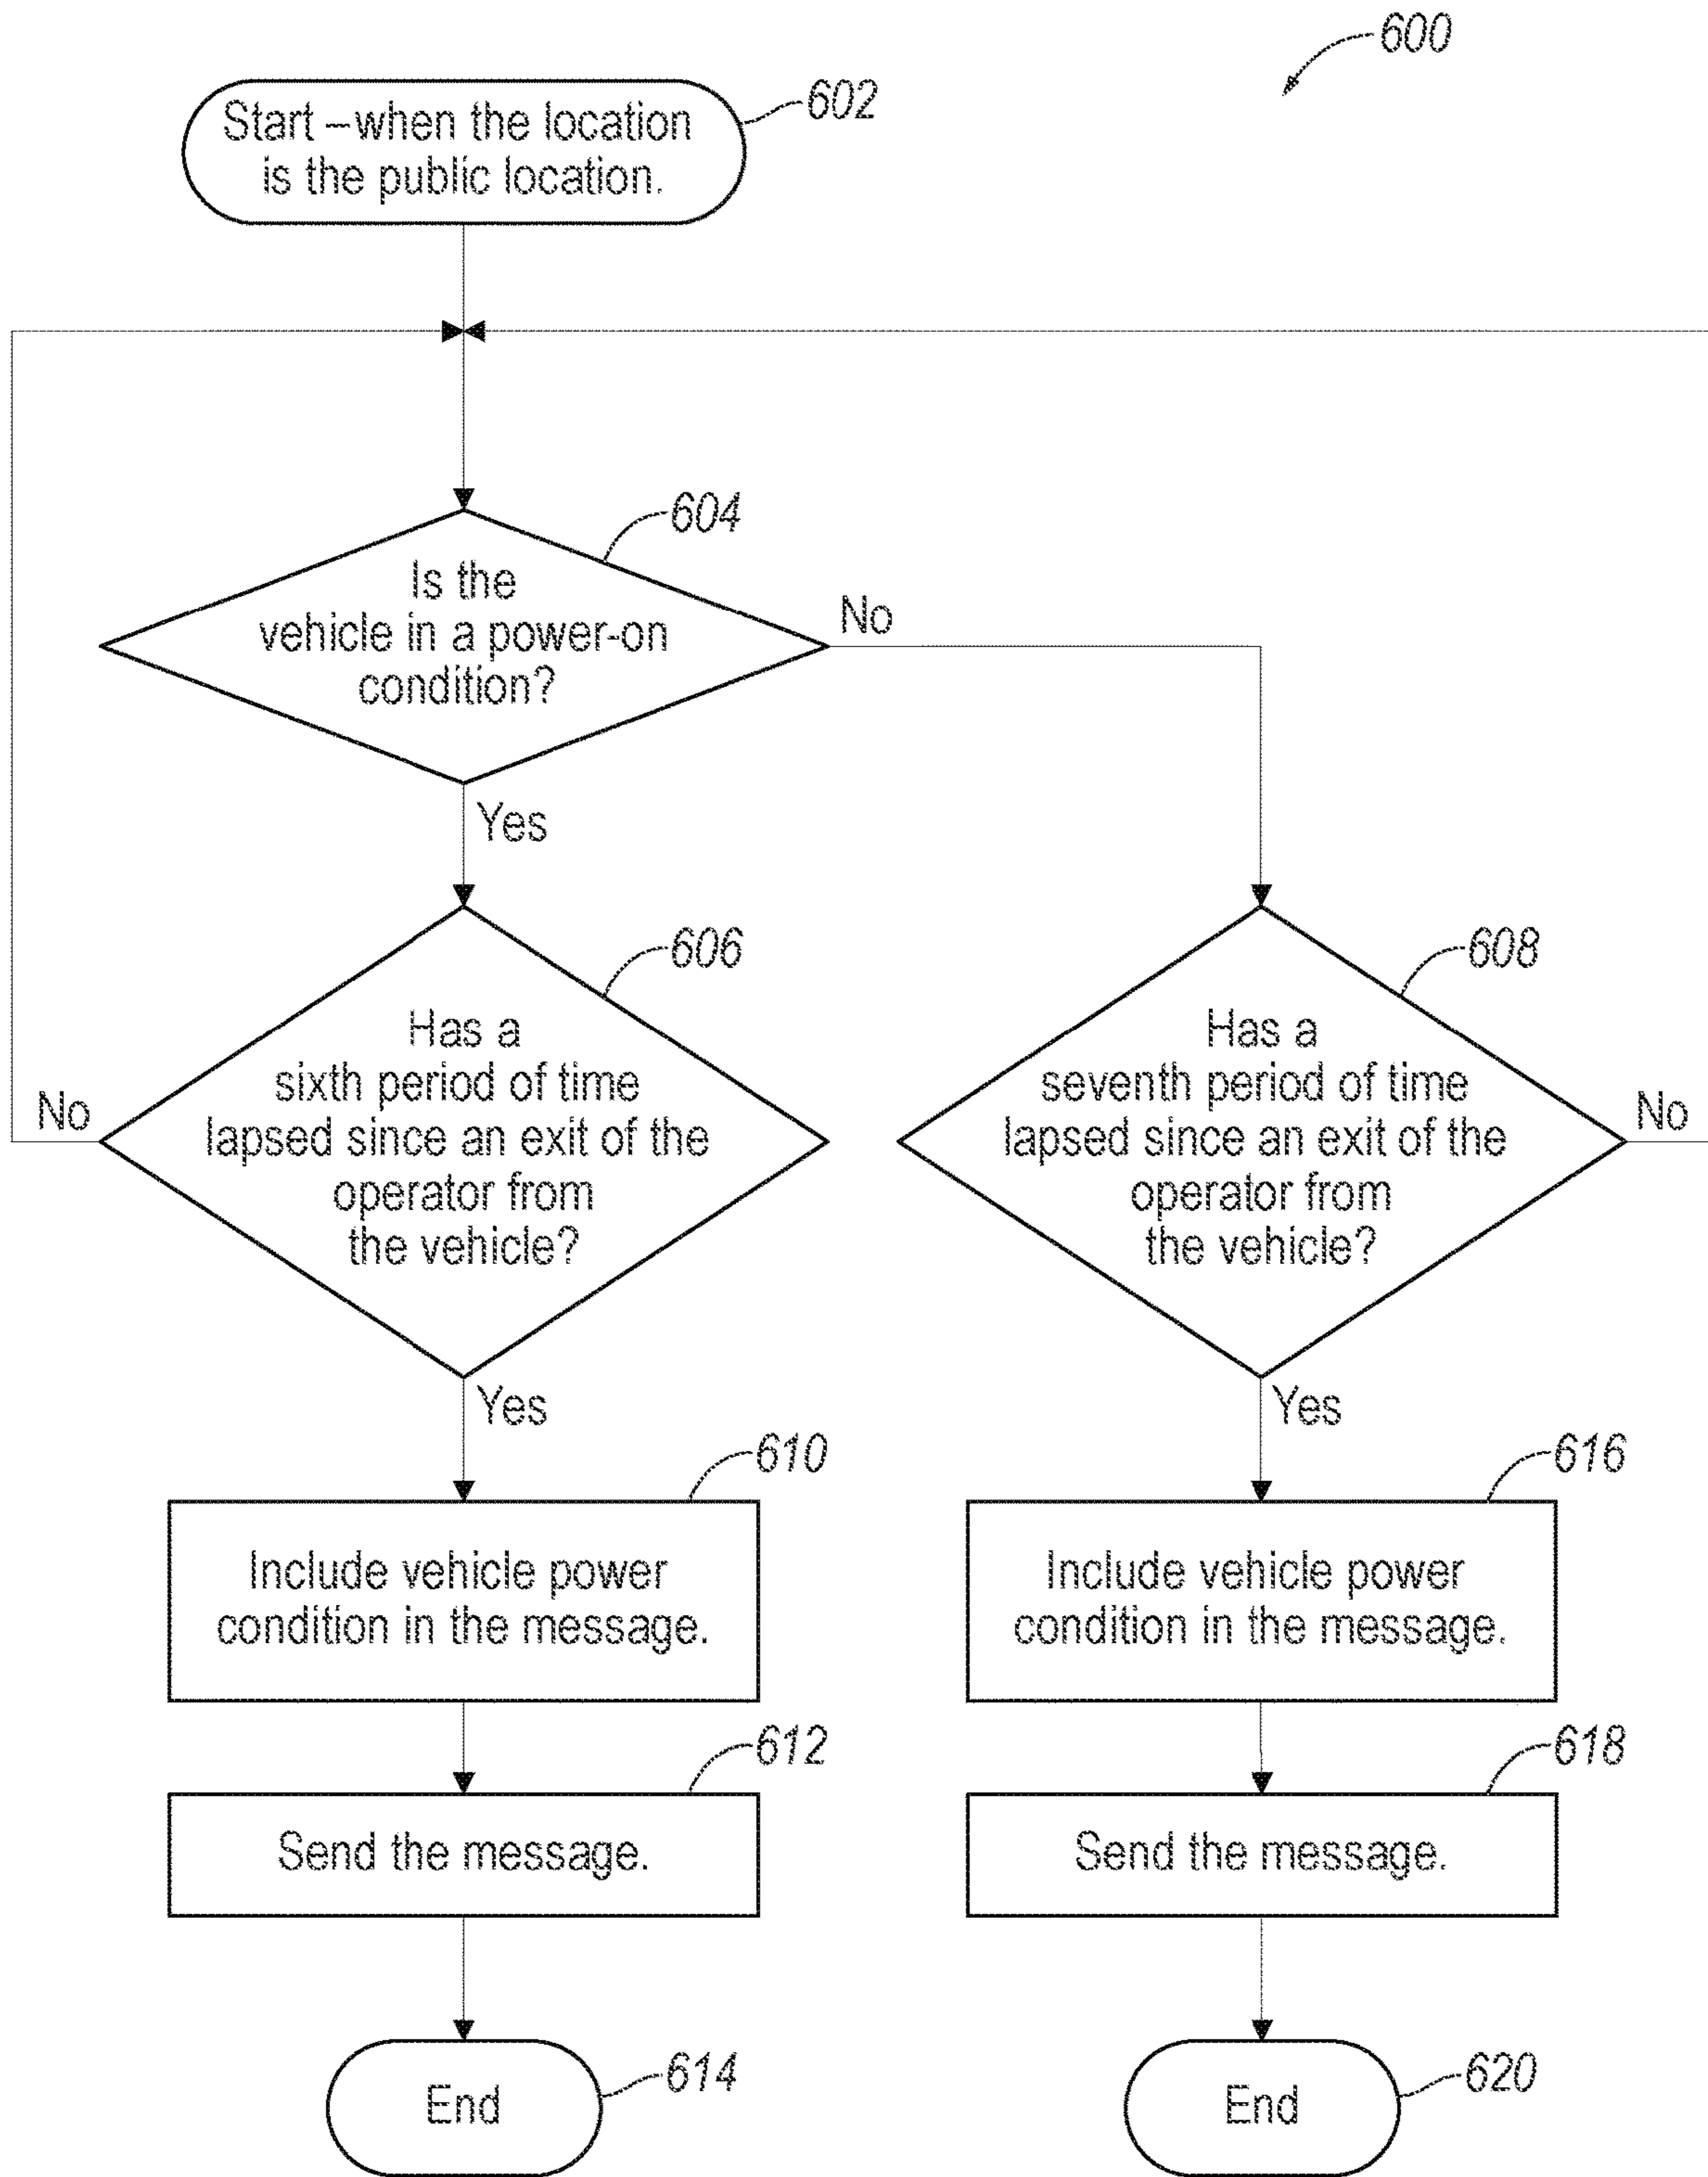 600
Start –when the location
is the public location.
602
604
Is the
vehicle in a power-on
condition?
No
Yes
606
Has a
sixth period of time
lapsed since an exit of the
operator from
the vehicle?
No
Yes
608
Has a
seventh period of time
lapsed since an exit of the
operator from
the vehicle?
No
Yes
610
Include vehicle power
condition in the message.
616
Include vehicle power
condition in the message.
612
Send the message.
618
Send the message.
End
614
End
620